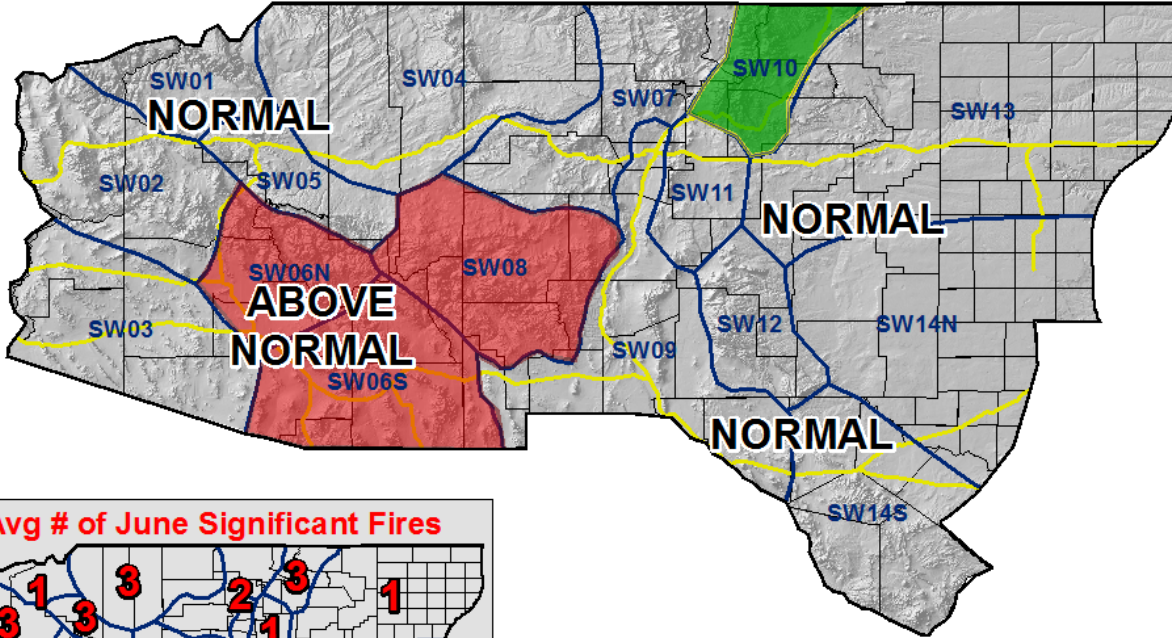 SW10
SW04
SW01
SW07
SW13
NORMAL
SW02
SW05
SW11
NORMAL
SW06N
SW08
ABOVE
SW03
SW12
SW14N
NORMAL
SW09
SW06S
NORMAL
SW14S
Avg # of June Significant Fires
1
3
2
3
1
3
3
1